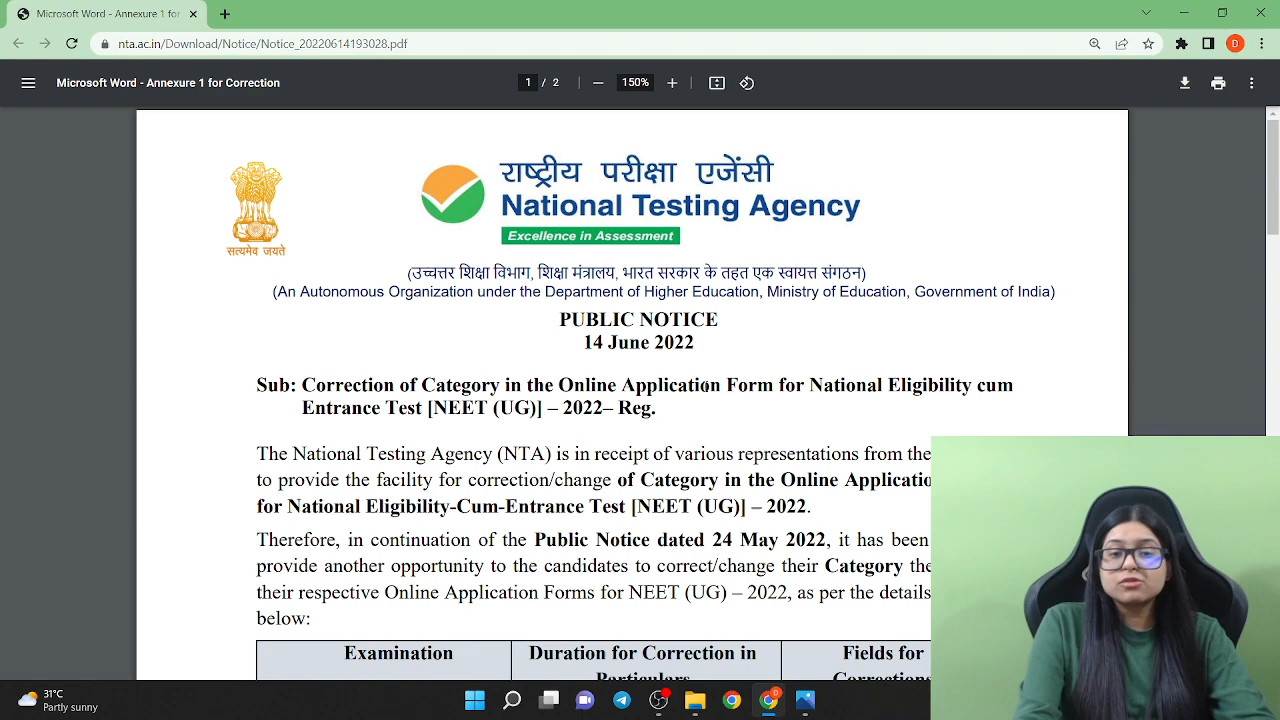 Microsoft Word - Annexure 1 for
nta.ac.in/Download/Notice/Notice_20220614193028.pdf
D
Microsoft Word - Annexure 1 for Correction
1 / 2
150%
राष्ट्रीय परीक्षा एजेंसी
National Testing Agency
Excellence in Assessment
सत्यमेव जयते
(उच्चत्तर शिक्षा विभाग, शिक्षा मंत्रालय, भारत सरकार के तहत एक स्वायत्त संगठन)
(An Autonomous Organization under the Department of Higher Education, Ministry of Education, Government of India)
PUBLIC NOTICE
14 June 2022
Sub: Correction of Category in the Online Application Form for National Eligibility cum
Entrance Test [NEET (UG)] – 2022– Reg.
The National Testing Agency (NTA) is in receipt of various representations from the
to provide the facility for correction/change of Category in the Online Application
for National Eligibility-Cum-Entrance Test [NEET (UG)] – 2022.
Therefore, in continuation of the Public Notice dated 24 May 2022, it has been
provide another opportunity to the candidates to correct/change their Category the
their respective Online Application Forms for NEET (UG) – 2022, as per the details
below:
Examination
Duration for Correction in
Fields for
Particulars
Corrections
31°C
Partly sunny
D